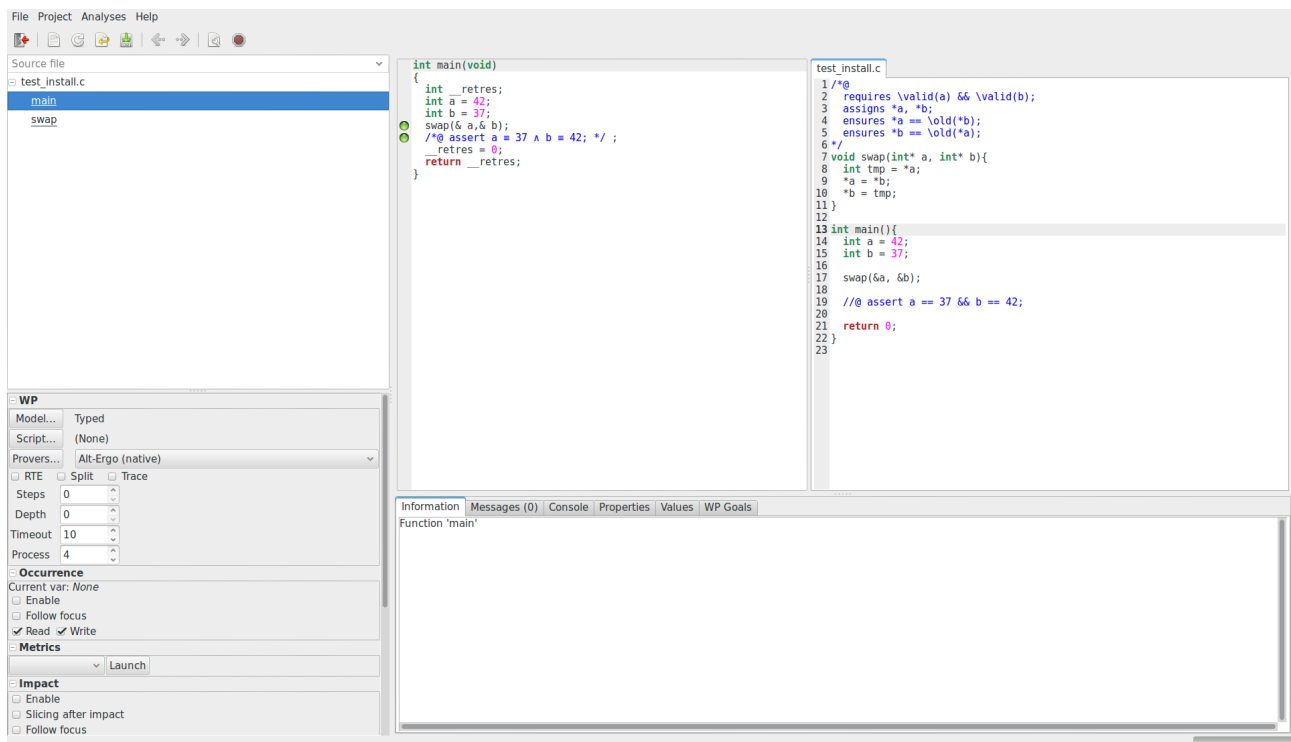 File Project Analyses Help
Source file
test_install.c
main
swap
WP
Model... Typed
Script... (None)
Provers... Alt-Ergo (native)
RTE Split Trace
Steps 0
Depth 0
Timeout 10
Process 4
Occurrence
Current var: None
Enable
Follow focus
Read Write
Metrics
Launch
Impact
Enable
Slicing after impact
Follow focus
int main(void)
{
int __retres;
int a = 42;
int b = 37;
swap(& a,& b);
/*@ assert a ≡ 37 ∧ b ≡ 42; */ ;
__retres = 0;
return __retres;
}
test_install.c
1 /*@
2 requires \valid(a) && \valid(b);
3 assigns *a, *b;
4 ensures *a == \old(*b);
5 ensures *b == \old(*a);
6 */
7 void swap(int* a, int* b){
8 int tmp = *a;
9 *a = *b;
10 *b = tmp;
11 }
12
13 int main(){
14 int a = 42;
15 int b = 37;
16
17 swap(&a, &b);
18
19 //@ assert a == 37 && b == 42;
20
21 return 0;
22 }
23
Information Messages (0) Console Properties Values WP Goals
Function 'main'